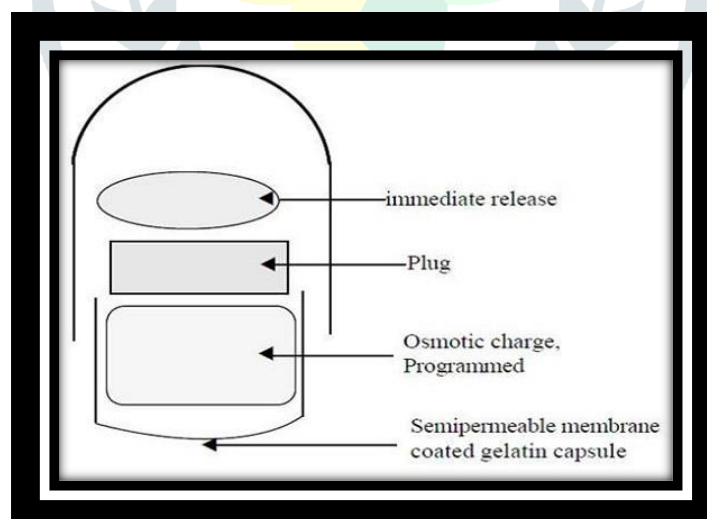 immediate release
Plug
Osmotic charge,
Programmed
Semipermeable membrane
coated gelatin capsule